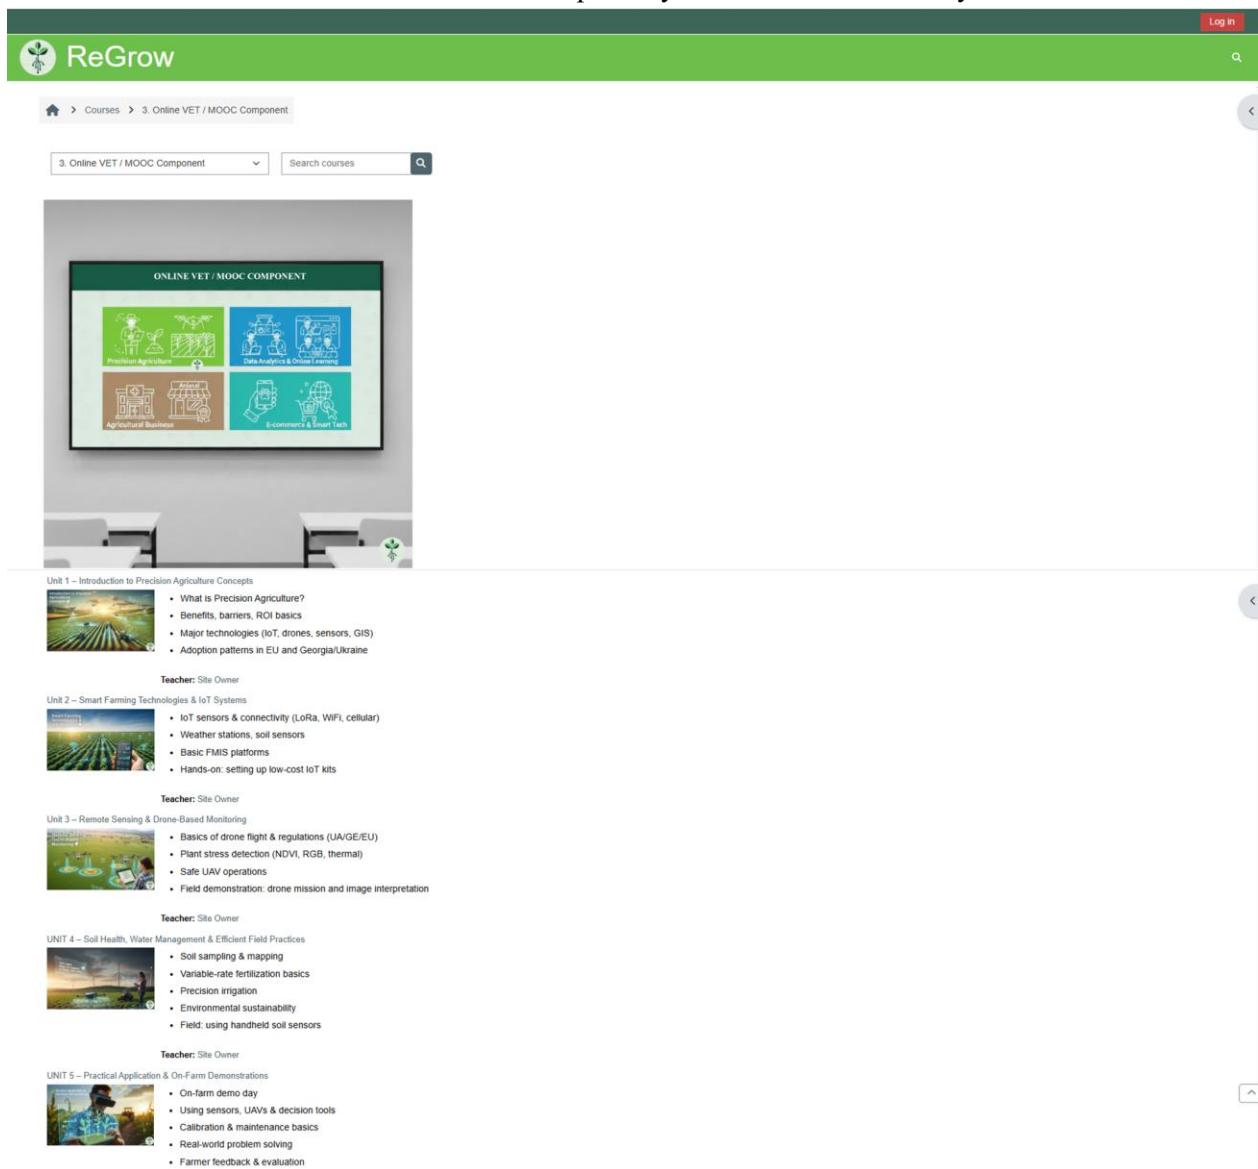 Log in
ReGrow
Courses > 3. Online VET / MOOC Component
3. Online VET / MOOC Component
Search courses
ONLINE VET / MOOC COMPONENT
Precision Agriculture
Data Analytics & Online Learning
Animal
Agricultural Business
E-commerce & Smart Tech
Unit 1 – Introduction to Precision Agriculture Concepts
• What is Precision Agriculture?
• Benefits, barriers, ROI basics
• Major technologies (IoT, drones, sensors, GIS)
• Adoption patterns in EU and Georgia/Ukraine
Teacher: Site Owner
Unit 2 – Smart Farming Technologies & IoT Systems
• IoT sensors & connectivity (LoRa, WiFi, cellular)
• Weather stations, soil sensors
• Basic FMIS platforms
• Hands-on: setting up low-cost IoT kits
Teacher: Site Owner
Unit 3 – Remote Sensing & Drone-Based Monitoring
• Basics of drone flight & regulations (UA/GE/EU)
• Plant stress detection (NDVI, RGB, thermal)
• Safe UAV operations
• Field demonstration: drone mission and image interpretation
Teacher: Site Owner
UNIT 4 – Soil Health, Water Management & Efficient Field Practices
• Soil sampling & mapping
• Variable-rate fertilization basics
• Precision irrigation
• Environmental sustainability
• Field: using handheld soil sensors
Teacher: Site Owner
UNIT 5 – Practical Application & On-Farm Demonstrations
• On-farm demo day
• Using sensors, UAVs & decision tools
• Calibration & maintenance basics
• Real-world problem solving
• Farmer feedback & evaluation